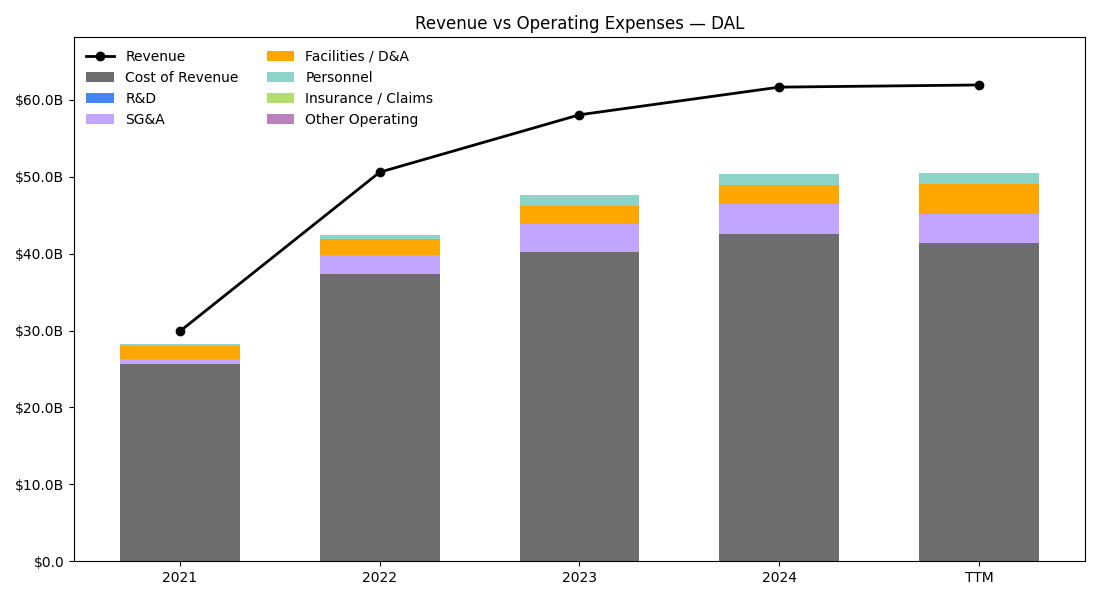 Revenue vs Operating Expenses — DAL
Revenue
Cost of Revenue
R&D
SG&A
Facilities / D&A
Personnel
Insurance / Claims
Other Operating
$60.0B
$50.0B
$40.0B
$30.0B
$20.0B
$10.0B
$0.0
2021 2022 2023 2024 TTM